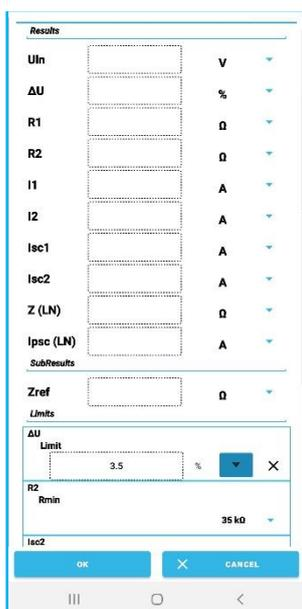 Results
Uln V
ΔU %
R1 Ω
R2 Ω
I1 A
I2 A
Isc1 A
Isc2 A
Z (LN) Ω
Ipsc (LN) A
SubResults
Zref Ω
Limits
ΔU
Limit
3.5 %
R2
Rmin
35 kΩ
Isc2
OK CANCEL